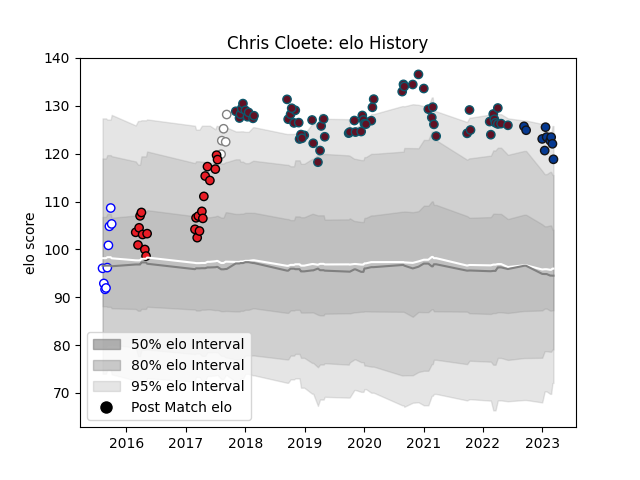 Chris Cloete: elo History
elo score
140
130
120
110
100
90
80
70
50% elo Interval
80% elo Interval
95% elo Interval
Post Match elo
2016 2017 2018 2019 2020 2021 2022 2023